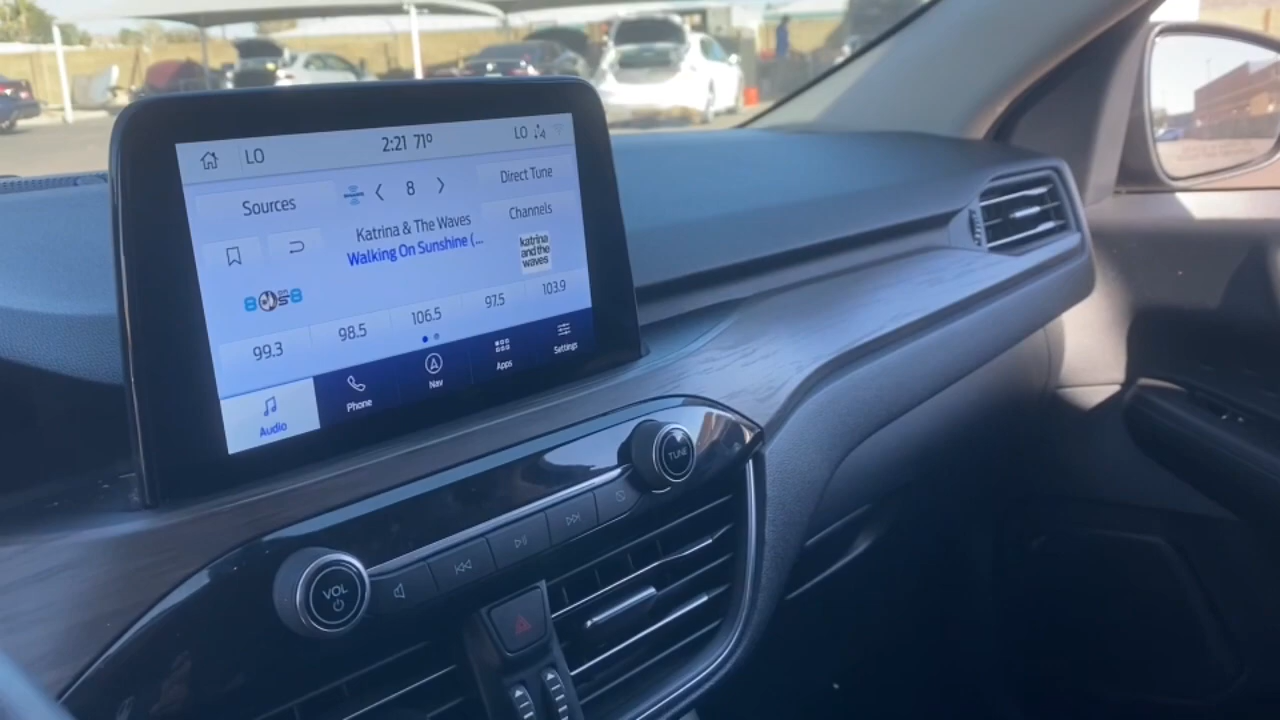 LO
2:21 71°
LO
Sources
8
Direct Tune
Katrina & The Waves
Channels
Walking On Sunshine (...
katrina
and the
waves
99.3
98.5
106.5
97.5
103.9
Audio
Phone
Nav
Apps
Settings
TUNE
VOL